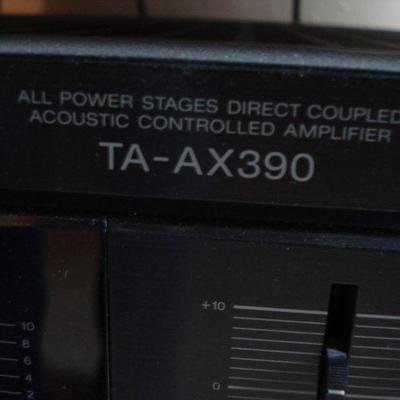 ALL POWER STAGES DIRECT COUPLED
ACOUSTIC CONTROLLED AMPLIFIER
TA-AX390
+10
10
8
6
4
2
0